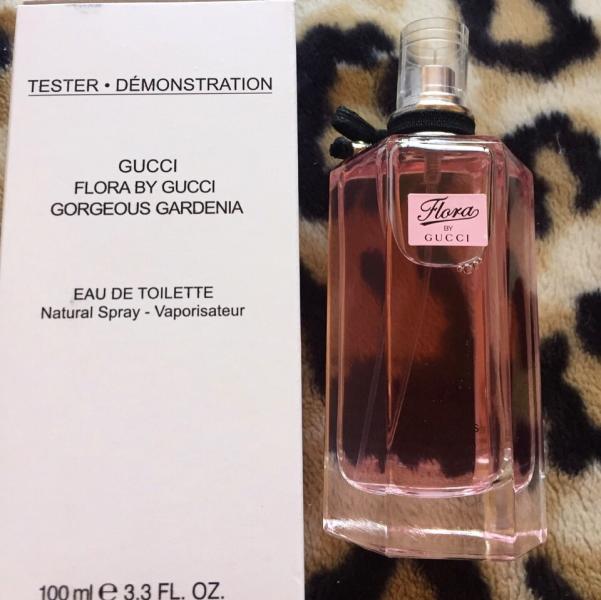 TESTER • DÉMONSTRATION
GUCCI
FLORA BY GUCCI
GORGEOUS GARDENIA
EAU DE TOILETTE
Natural Spray - Vaporisateur
100 ml ℮ 3.3 FL. OZ.
Flora
BY
GUCCI